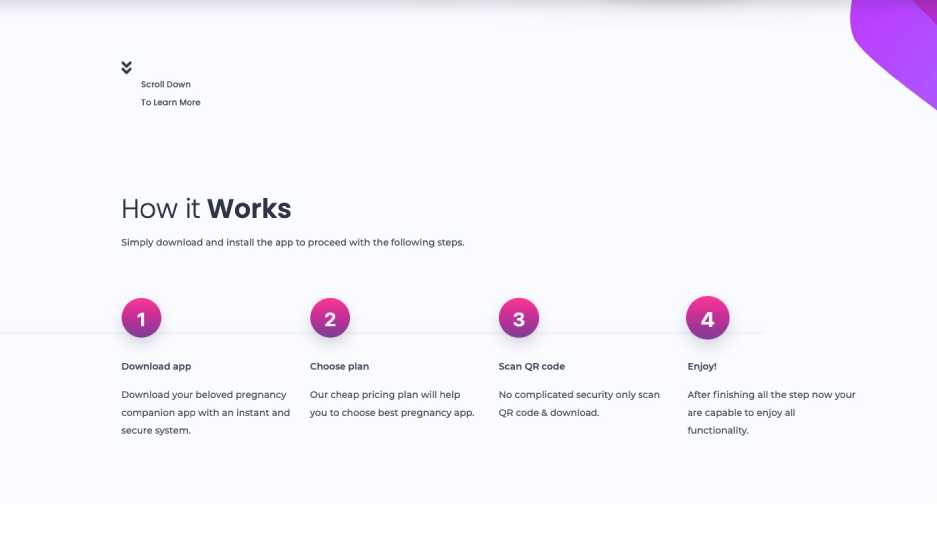 Scroll Down
To Learn More
How it Works
Simply download and install the app to proceed with the following steps.
1
2
3
4
Download app
Choose plan
Scan QR code
Enjoy!
Download your beloved pregnancy
companion app with an instant and
secure system.
Our cheap pricing plan will help
you to choose best pregnancy app.
No complicated security only scan
QR code & download.
After finishing all the step now your
are capable to enjoy all
functionality.